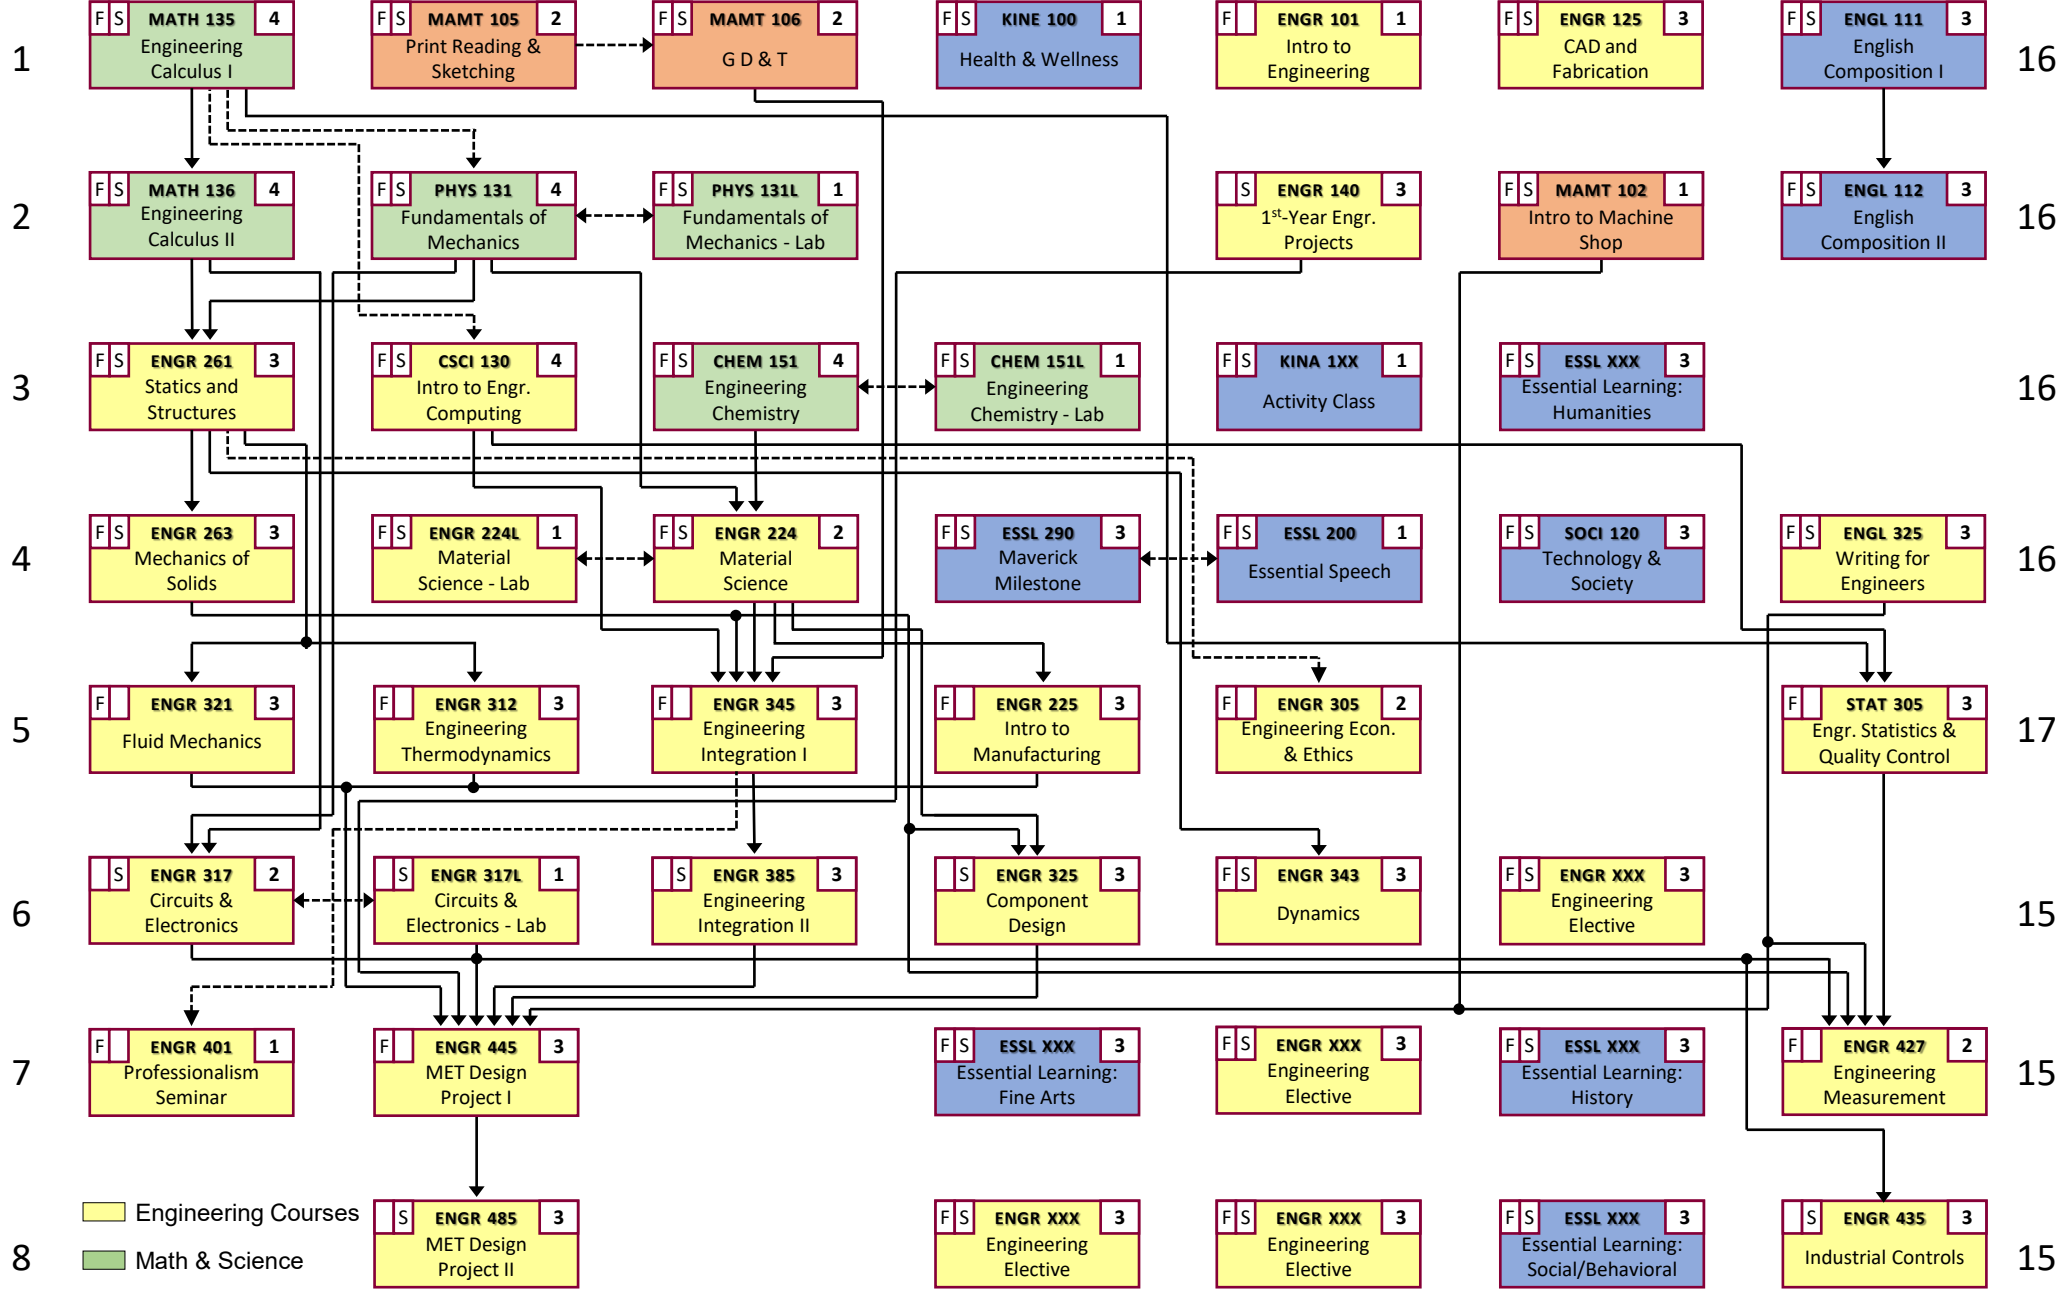 1
F S MATH 135 4
Engineering
Calculus I
F S MAMT 105 2
Print Reading &
Sketching
F S MAMT 106 2
G D & T
F S KINE 100 1
Health & Wellness
F ENGR 101 1
Intro to
Engineering
F S ENGR 125 3
CAD and
Fabrication
F S ENGL 111 3
English
Composition I
16
2
F S MATH 136 4
Engineering
Calculus II
F S PHYS 131 4
Fundamentals of
Mechanics
F S PHYS 131L 1
Fundamentals of
Mechanics - Lab
S ENGR 140 3
1st-Year Engr.
Projects
F S MAMT 102 1
Intro to Machine
Shop
F S ENGL 112 3
English
Composition II
16
3
F S ENGR 261 3
Statics and
Structures
F S CSCI 130 4
Intro to Engr.
Computing
F S CHEM 151 4
Engineering
Chemistry
F S CHEM 151L 1
Engineering
Chemistry - Lab
F S KINA 1XX 1
Activity Class
F S ESSL XXX 3
Essential Learning:
Humanities
16
4
F S ENGR 263 3
Mechanics of
Solids
F S ENGR 224L 1
Material
Science - Lab
F S ENGR 224 2
Material
Science
F S ESSL 290 3
Maverick
Milestone
F S ESSL 200 1
Essential Speech
F S SOCI 120 3
Technology &
Society
F S ENGL 325 3
Writing for
Engineers
16
5
F ENGR 321 3
Fluid Mechanics
F ENGR 312 3
Engineering
Thermodynamics
F ENGR 345 3
Engineering
Integration I
F ENGR 225 3
Intro to
Manufacturing
F ENGR 305 2
Engineering Econ.
& Ethics
F STAT 305 3
Engr. Statistics &
Quality Control
17
6
S ENGR 317 2
Circuits &
Electronics
S ENGR 317L 1
Circuits &
Electronics - Lab
S ENGR 385 3
Engineering
Integration II
S ENGR 325 3
Component
Design
F S ENGR 343 3
Dynamics
F S ENGR XXX 3
Engineering
Elective
15
7
F ENGR 401 1
Professionalism
Seminar
F ENGR 445 3
MET Design
Project I
F S ESSL XXX 3
Essential Learning:
Fine Arts
F S ENGR XXX 3
Engineering
Elective
F S ESSL XXX 3
Essential Learning:
History
F ENGR 427 2
Engineering
Measurement
15
8
Engineering Courses
Math & Science
S ENGR 485 3
MET Design
Project II
F S ENGR XXX 3
Engineering
Elective
F S ENGR XXX 3
Engineering
Elective
F S ESSL XXX 3
Essential Learning:
Social/Behavioral
S ENGR 435 3
Industrial Controls
15